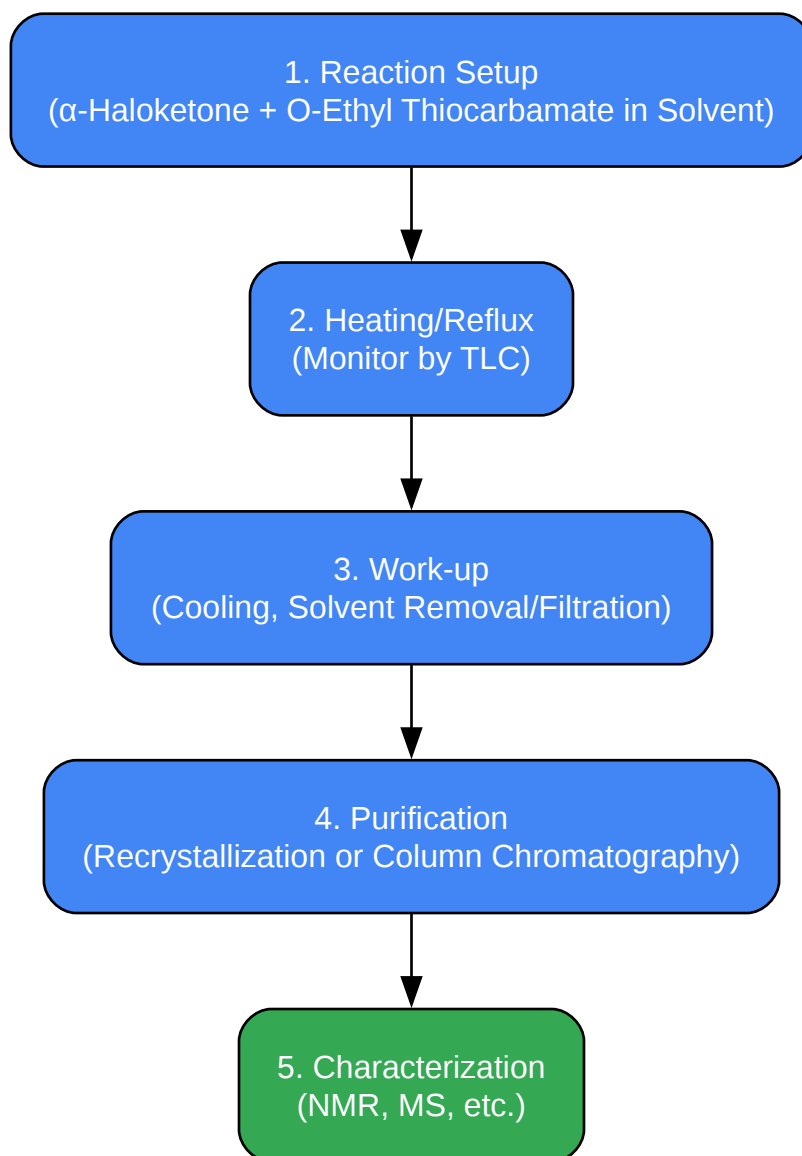 1. Reaction Setup
(α-Haloketone + O-Ethyl Thiocarbamate in Solvent)
2. Heating/Reflux
(Monitor by TLC)
3. Work-up
(Cooling, Solvent Removal/Filtration)
4. Purification
(Recrystallization or Column Chromatography)
5. Characterization
(NMR, MS, etc.)